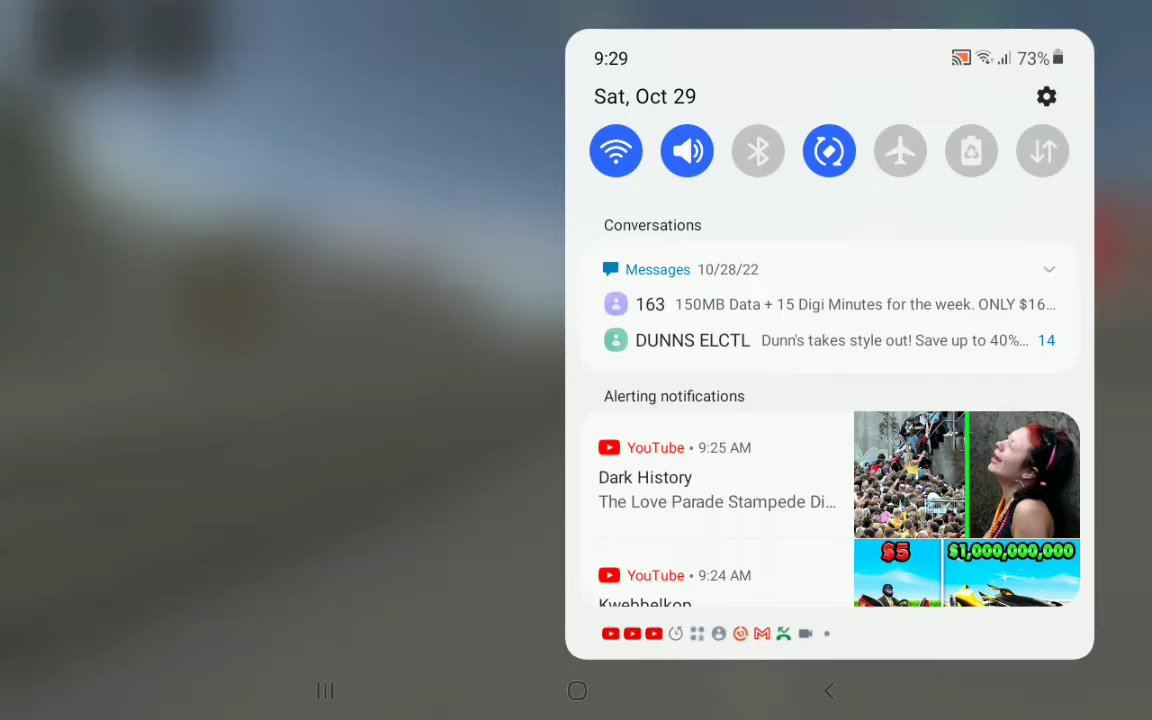 9:29
73%
Sat, Oct 29
Conversations
Messages 10/28/22
163 150MB Data + 15 Digi Minutes for the week. ONLY $16…
DUNNS ELCTL Dunn's takes style out! Save up to 40%… 14
Alerting notifications
YouTube • 9:25 AM
Dark History
The Love Parade Stampede Di…
$5 $1,000,000,000
YouTube • 9:24 AM
Kwebbelkop